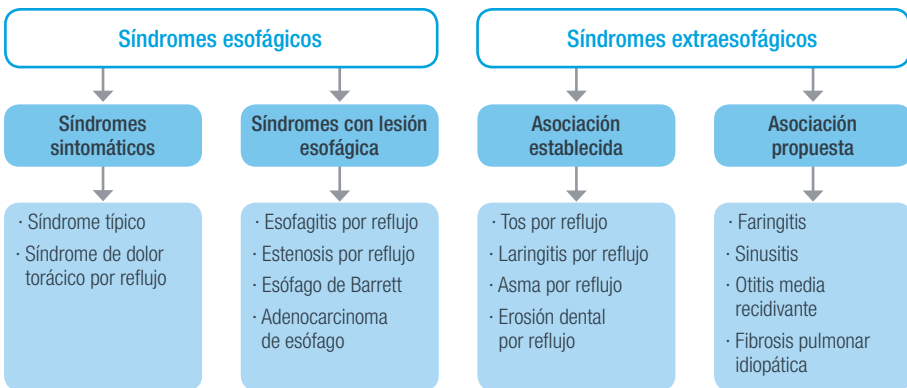 Síndromes esofágicos
Síndromes extraesofágicos
Síndromes
sintomáticos
Síndromes con lesión
esofágica
Asociación
establecida
Asociación
propuesta
· Síndrome típico
· Síndrome de dolor
torácico por reflujo
· Esofagitis por reflujo
· Estenosis por reflujo
· Esófago de Barrett
· Adenocarcinoma
de esófago
· Tos por reflujo
· Laringitis por reflujo
· Asma por reflujo
· Erosión dental
por reflujo
· Faringitis
· Sinusitis
· Otitis media
recidivante
· Fibrosis pulmonar
idiopática